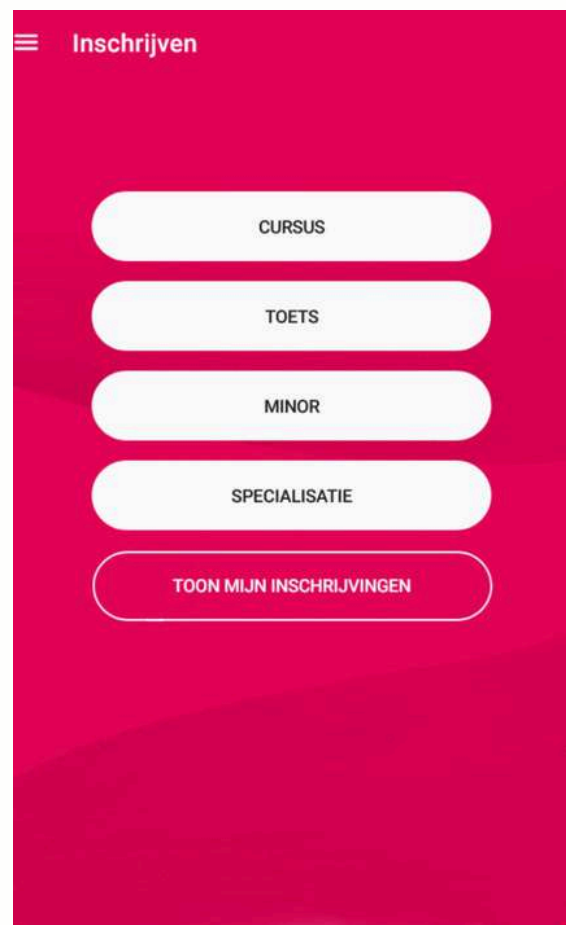 Inschrijven
CURSUS
TOETS
MINOR
SPECIALISATIE
TOON MIJN INSCHRIJVINGEN